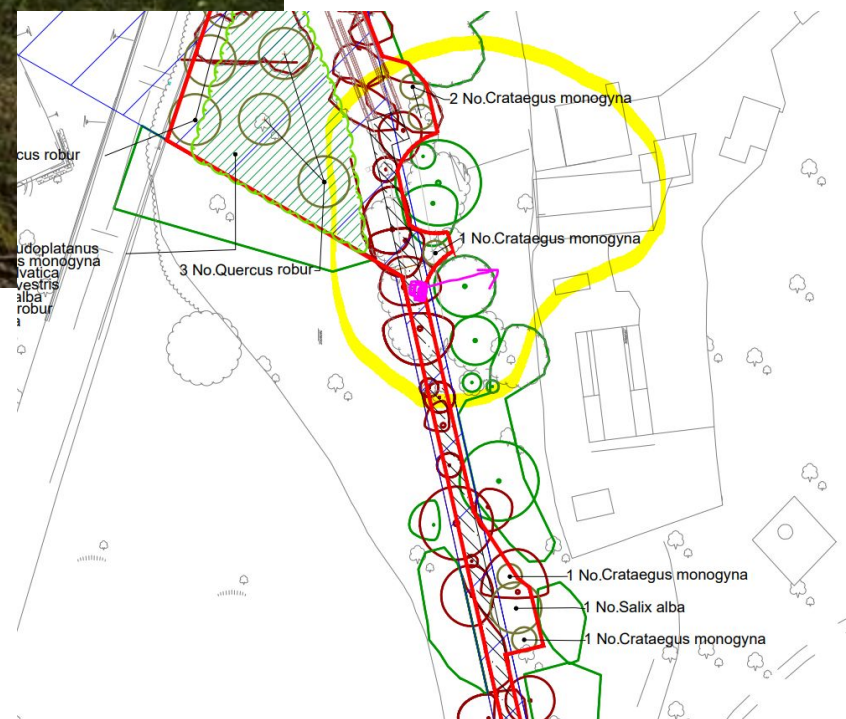 2 No.Crataegus monogyna
cus robur
1 No.Crataegus monogyna
udoplatanus
s monogyna
lvatica
vestris
alba
robur
a
3 No.Quercus robur
1 No.Crataegus monogyna
1 No.Salix alba
1 No.Crataegus monogyna